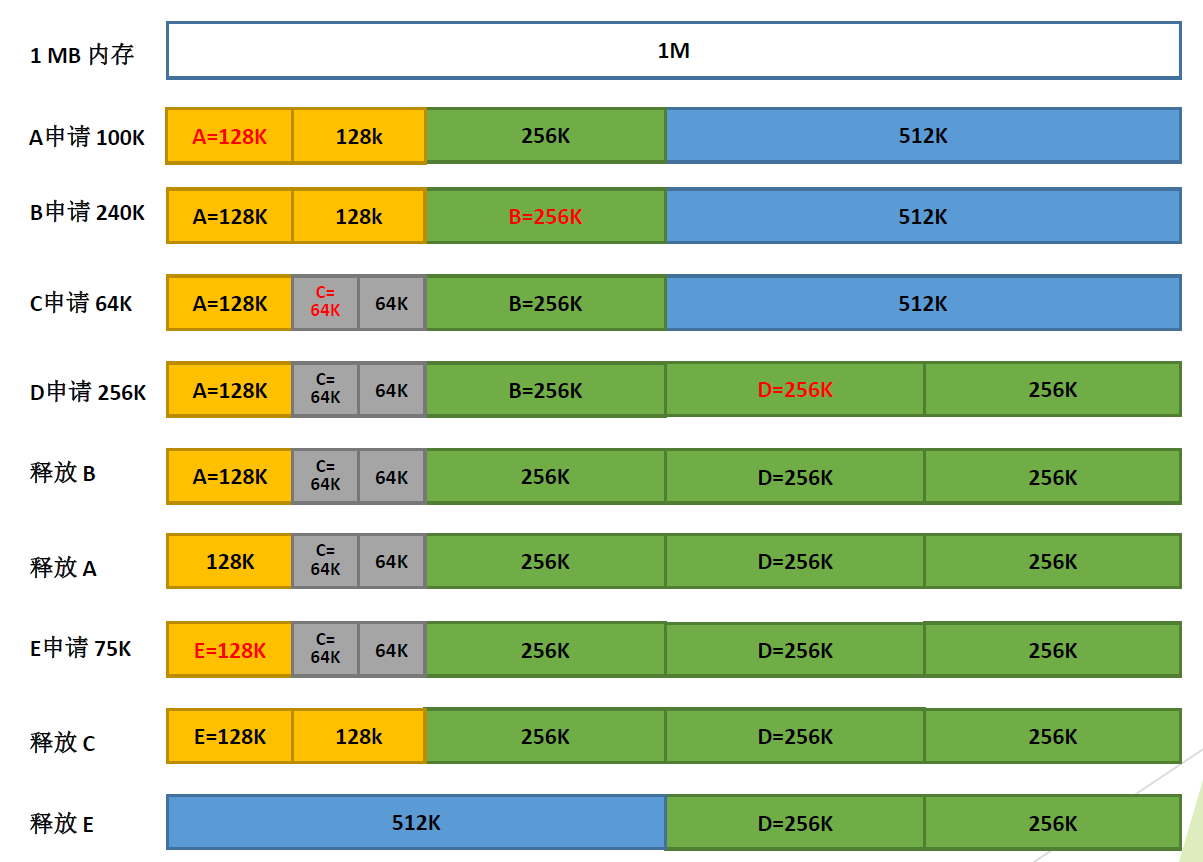 1 MB 内存
1M
A申请 100K
A=128K
128k
256K
512K
B申请 240K
A=128K
128k
B=256K
512K
C申请 64K
A=128K
C=
64K
64K
B=256K
512K
D申请 256K
A=128K
C=
64K
64K
B=256K
D=256K
256K
释放 B
A=128K
C=
64K
64K
256K
D=256K
256K
释放 A
128K
C=
64K
64K
256K
D=256K
256K
E申请 75K
E=128K
C=
64K
64K
256K
D=256K
256K
释放 C
E=128K
128k
256K
D=256K
256K
释放 E
512K
D=256K
256K